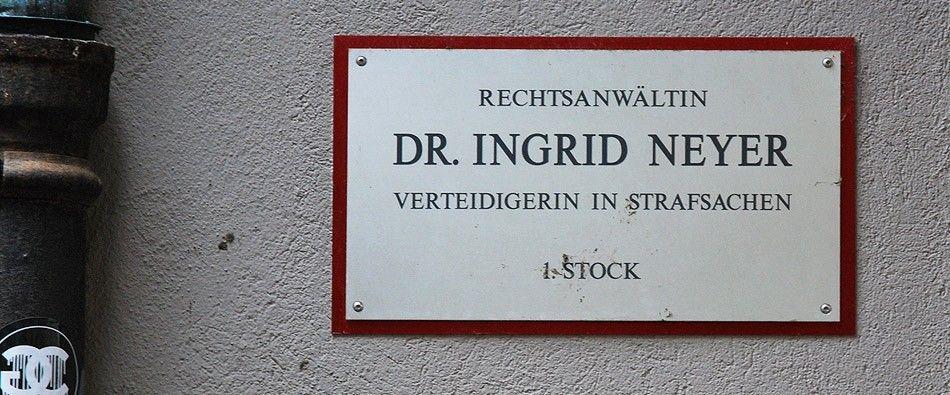 RECHTSANWÄLTIN
DR. INGRID NEYER
VERTEIDIGERIN IN STRAFSACHEN
1. STOCK